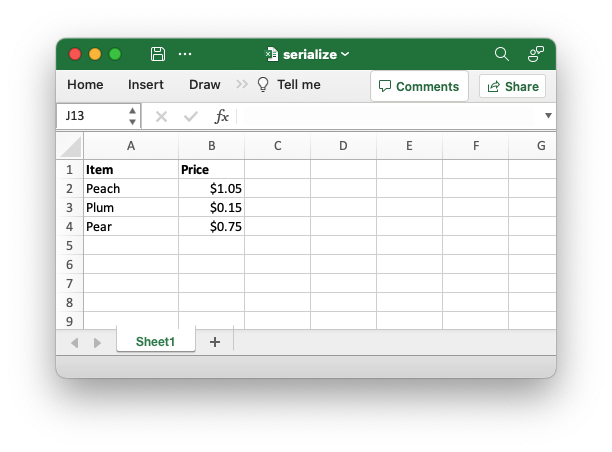 serialize
Home Insert Draw Tell me Comments Share
J13 fx
A B C D E F G
1 Item Price
2 Peach $1.05
3 Plum $0.15
4 Pear $0.75
5
6
7
8
9
Sheet1 +